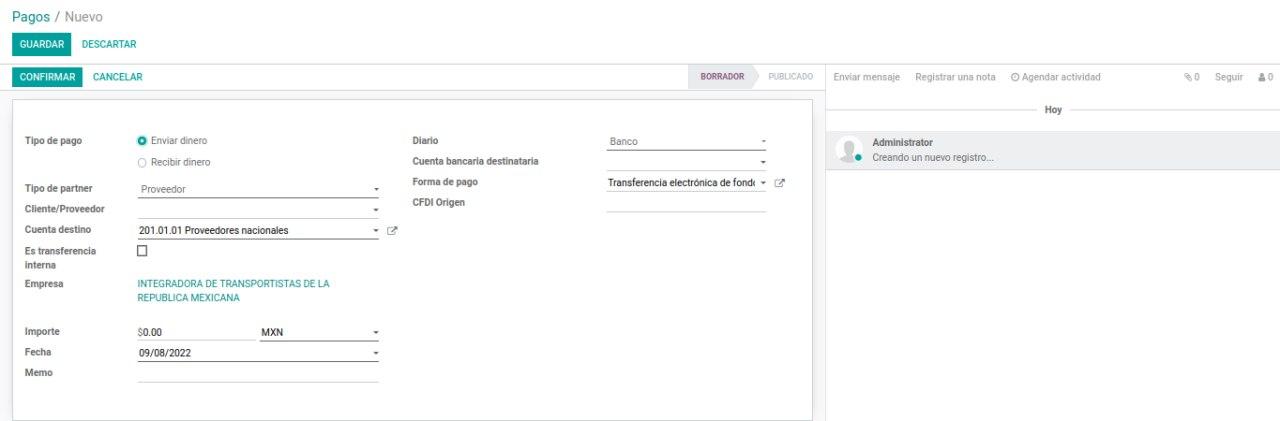 Pagos / Nuevo
GUARDAR DESCARTAR
CONFIRMAR CANCELAR
BORRADOR PUBLICADO
Enviar mensaje Registrar una nota Agendar actividad 0 Seguir 0
Hoy
Administrator
Creando un nuevo registro...
Tipo de pago Enviar dinero
Recibir dinero
Tipo de partner Proveedor
Cliente/Proveedor
Cuenta destino 201.01.01 Proveedores nacionales
Es transferencia
interna
Empresa INTEGRADORA DE TRANSPORTISTAS DE LA
REPUBLICA MEXICANA
Importe $0.00 MXN
Fecha 09/08/2022
Memo
Diario Banco
Cuenta bancaria destinataria
Forma de pago Transferencia electrónica de fond
CFDI Origen